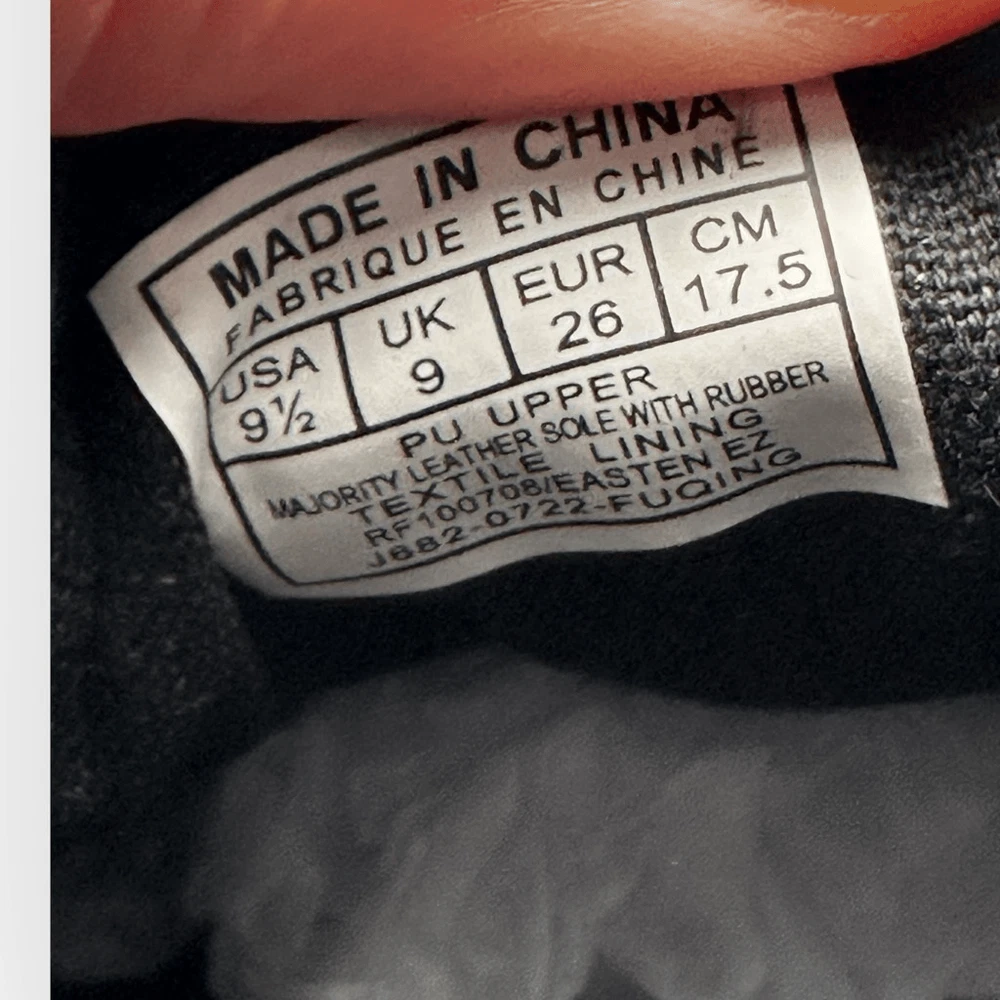 MADE IN CHINA
FABRIQUE EN CHINE
USA UK EUR CM
9½ 9 26 17.5
PU UPPER
MAJORITY LEATHER SOLE WITH RUBBER
TEXTILE LINING
RF100708/EASTEN EZ
J882-0722-FUQING